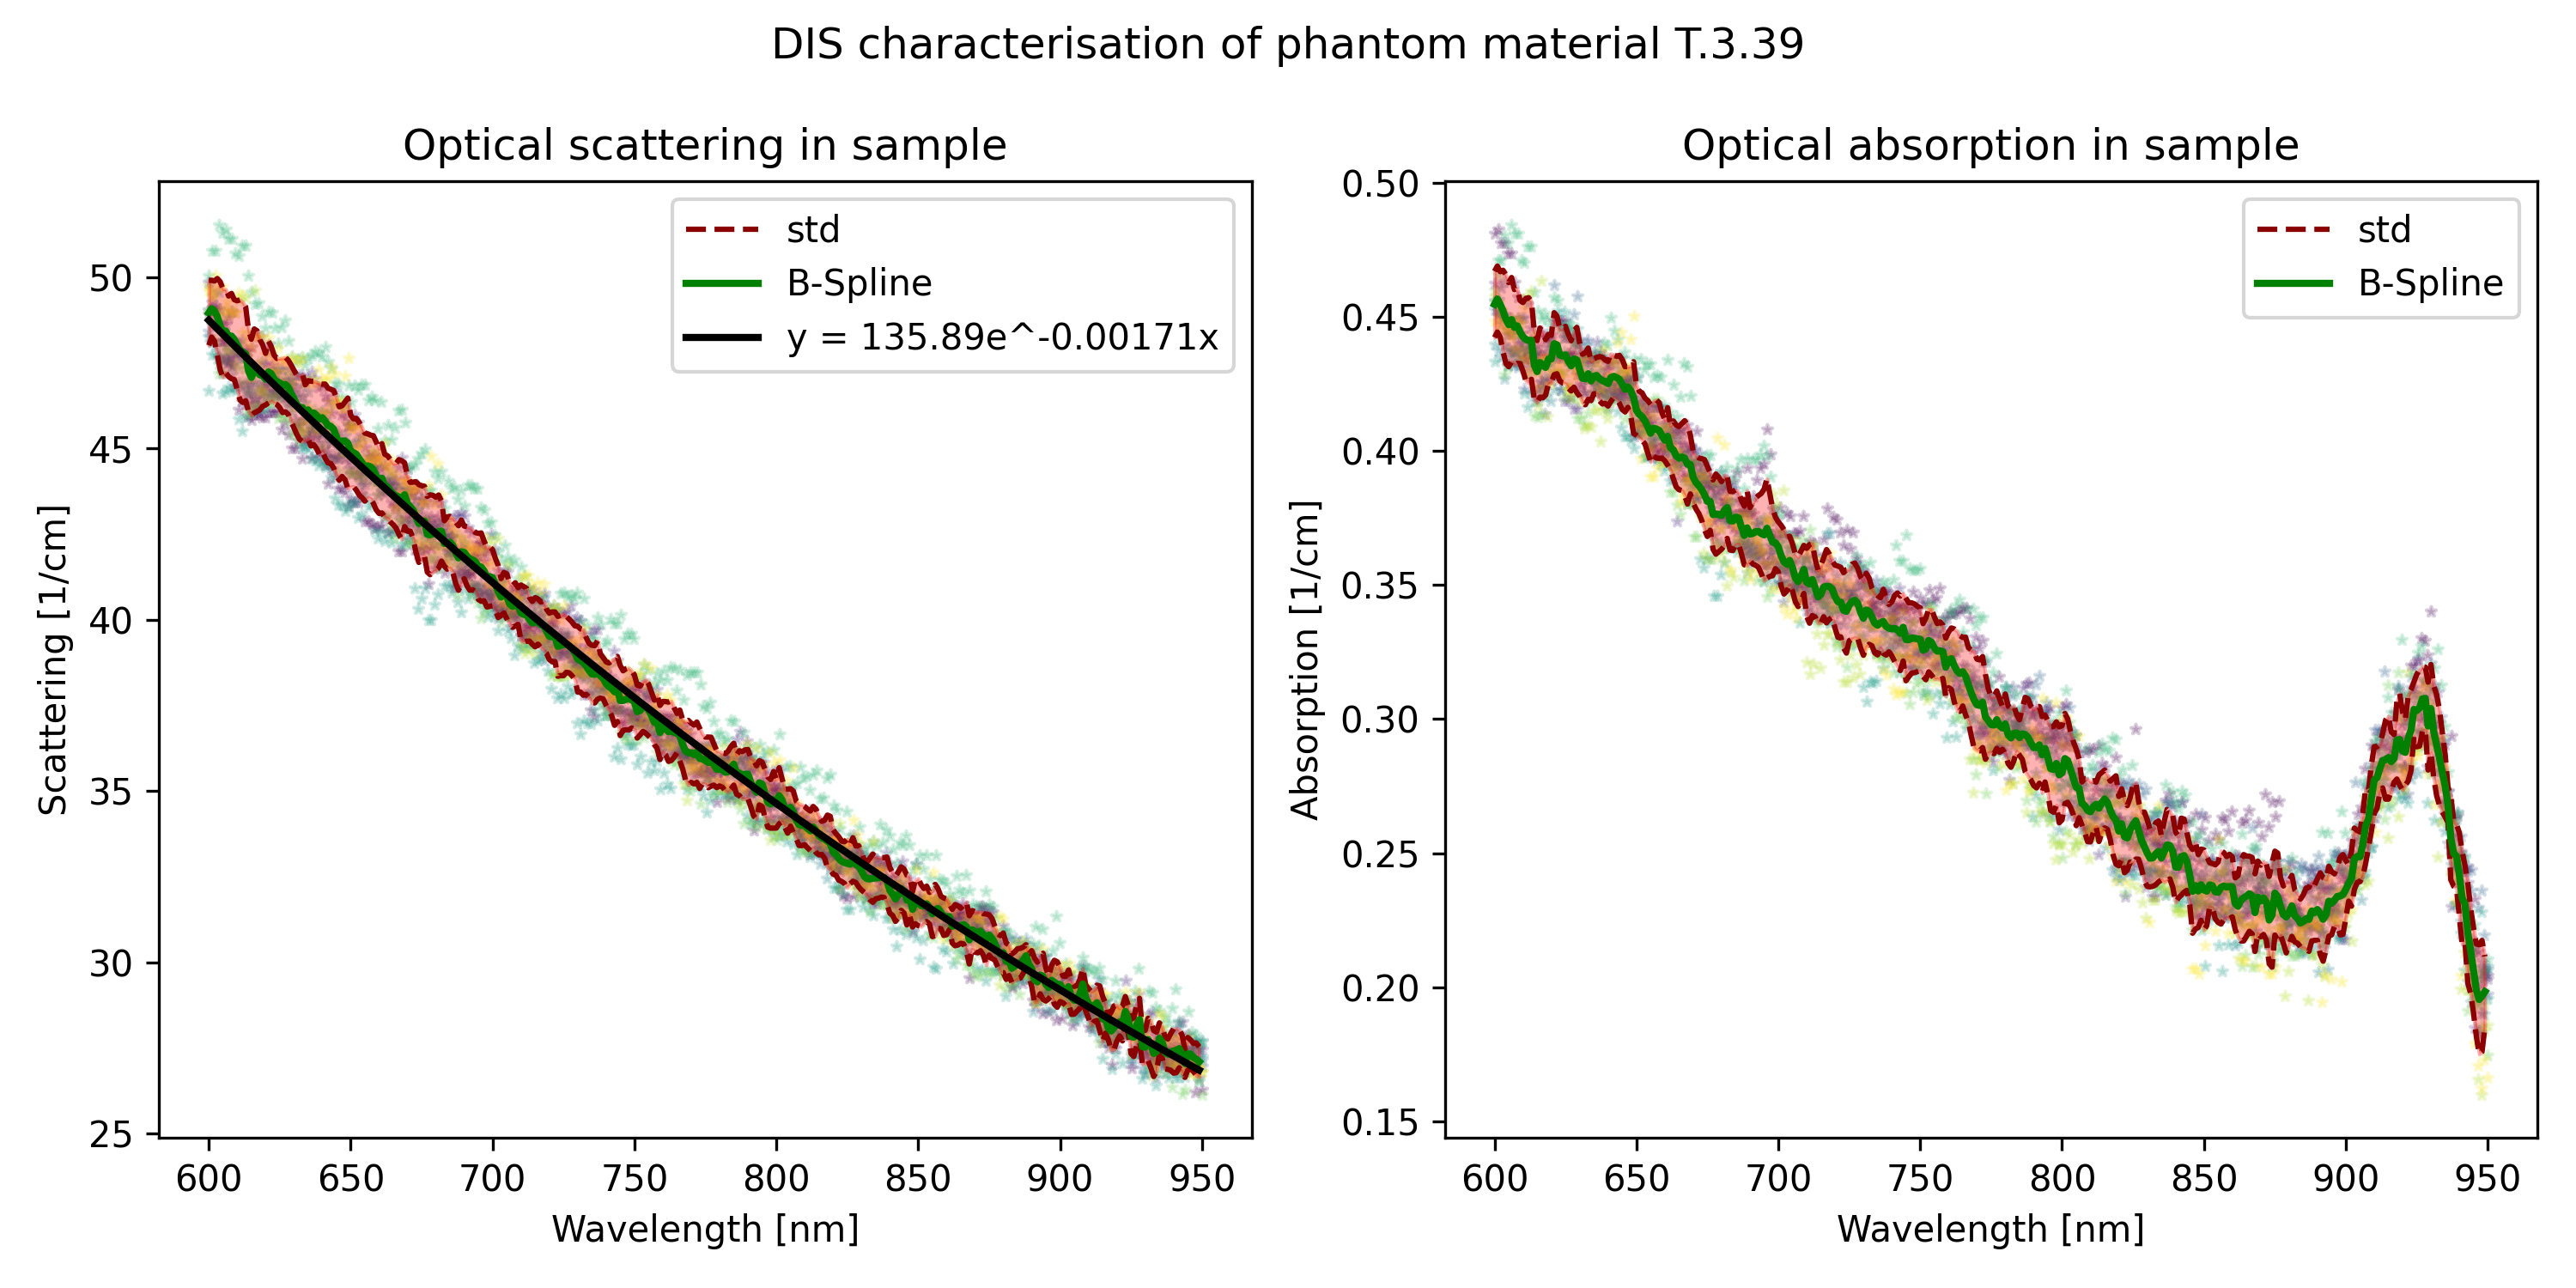 DIS characterisation of phantom material T.3.39
Optical scattering in sample
std
B-Spline
y = 135.89e^-0.00171x
50
45
40
35
30
25
Scattering [1/cm]
600 650 700 750 800 850 900 950
Wavelength [nm]
Optical absorption in sample
std
B-Spline
0.50
0.45
0.40
0.35
0.30
0.25
0.20
0.15
Absorption [1/cm]
600 650 700 750 800 850 900 950
Wavelength [nm]